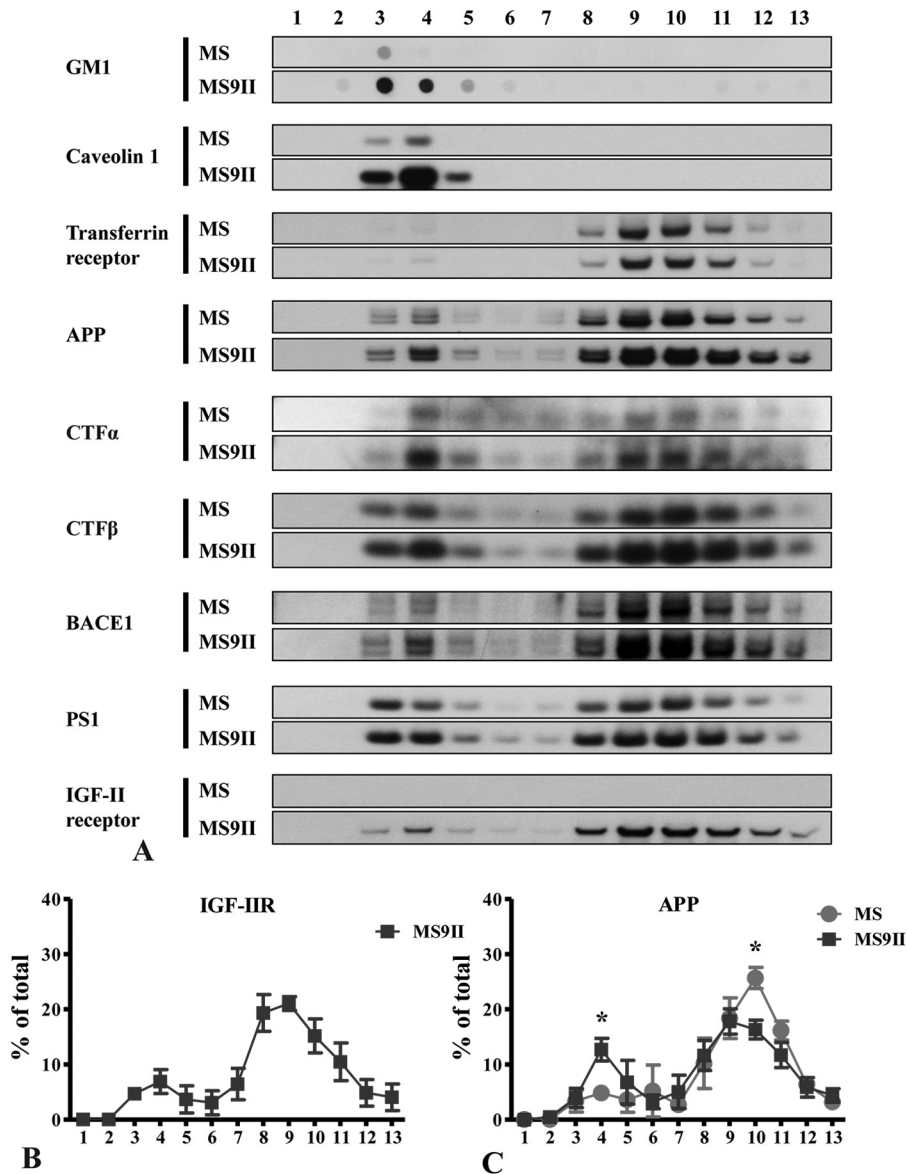 1 2 3 4 5 6 7 8 9 10 11 12 13
GM1
MS
MS9II
Caveolin 1
MS
MS9II
Transferrin
receptor
MS
MS9II
APP
MS
MS9II
CTFα
MS
MS9II
CTFβ
MS
MS9II
BACE1
MS
MS9II
PS1
MS
MS9II
IGF-II
receptor
MS
MS9II
A
IGF-IIR
MS9II
% of total
40
30
20
10
0
1 2 3 4 5 6 7 8 9 10 11 12 13
B
APP
MS
MS9II
% of total
40
30
20
10
0
*
*
1 2 3 4 5 6 7 8 9 10 11 12 13
C